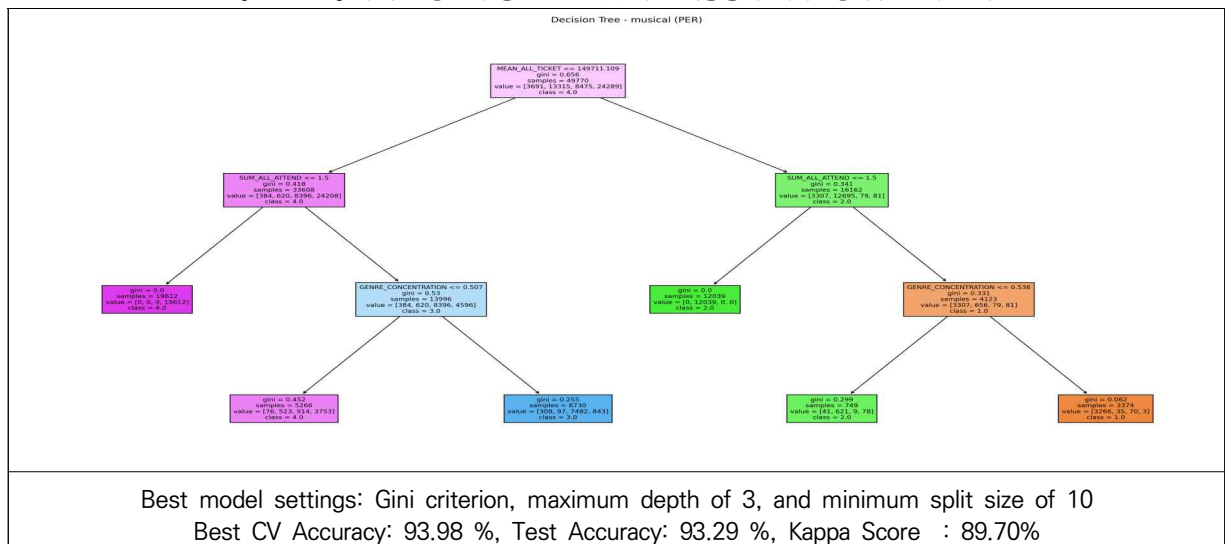 Decision Tree - musical (PER)
MEAN_ALL_TICKET <= 149711.109
gini = 0.656
samples = 49770
value = [3691, 13315, 8475, 24289]
class = 4.0
SUM_ALL_ATTEND <= 1.5
gini = 0.418
samples = 33608
value = [384, 620, 8396, 24208]
class = 4.0
SUM_ALL_ATTEND <= 1.5
gini = 0.341
samples = 16162
value = [3307, 12695, 79, 81]
class = 2.0
gini = 0.0
samples = 19612
value = [0, 0, 0, 19612]
class = 4.0
GENRE_CONCENTRATION <= 0.507
gini = 0.53
samples = 13996
value = [384, 620, 8396, 4596]
class = 3.0
gini = 0.0
samples = 12039
value = [0, 12039, 0, 0]
class = 2.0
GENRE_CONCENTRATION <= 0.536
gini = 0.331
samples = 4123
value = [3307, 656, 79, 81]
class = 1.0
gini = 0.452
samples = 5266
value = [76, 523, 914, 3753]
class = 4.0
gini = 0.255
samples = 8730
value = [308, 97, 7482, 843]
class = 3.0
gini = 0.299
samples = 749
value = [41, 621, 9, 78]
class = 2.0
gini = 0.062
samples = 3374
value = [3266, 35, 70, 3]
class = 1.0
Best model settings: Gini criterion, maximum depth of 3, and minimum split size of 10
Best CV Accuracy: 93.98 %, Test Accuracy: 93.29 %, Kappa Score : 89.70%